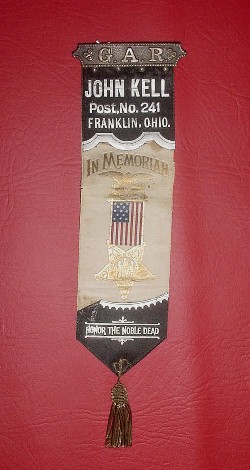 G A R
JOHN KELL
Post, No. 241
FRANKLIN, OHIO.
IN MEMORIAM
HONOR THE NOBLE DEAD